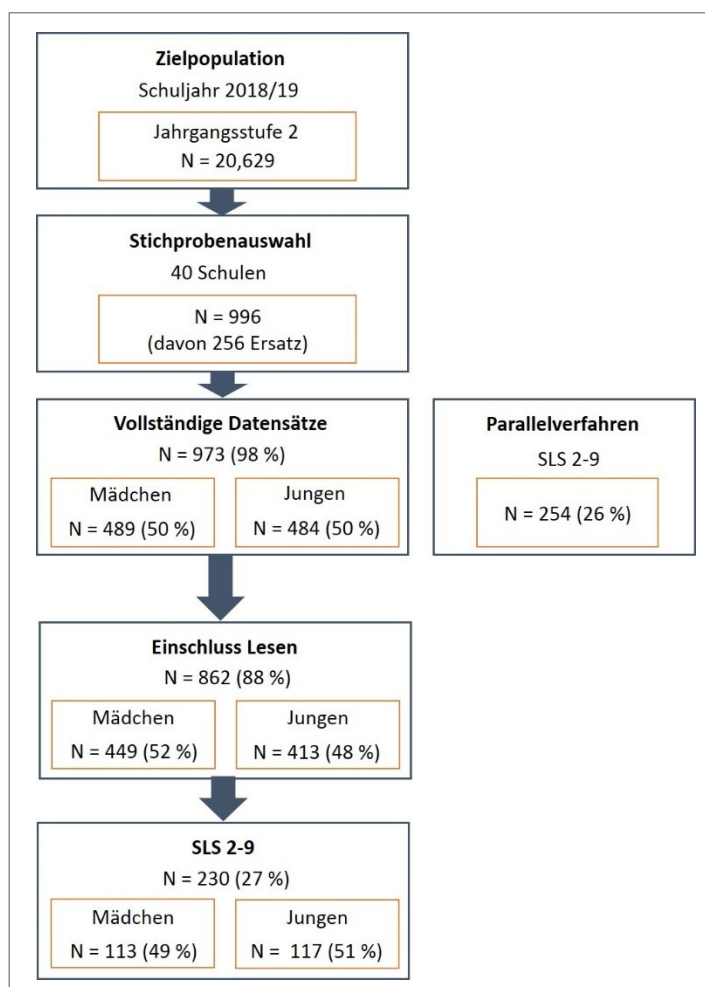 Zielpopulation
Schuljahr 2018/19
Jahrgangsstufe 2
N = 20,629
Stichprobenauswahl
40 Schulen
N = 996
(davon 256 Ersatz)
Vollständige Datensätze
N = 973 (98 %)
Mädchen
N = 489 (50 %)
Jungen
N = 484 (50 %)
Parallelverfahren
SLS 2-9
N = 254 (26 %)
Einschluss Lesen
N = 862 (88 %)
Mädchen
N = 449 (52 %)
Jungen
N = 413 (48 %)
SLS 2-9
N = 230 (27 %)
Mädchen
N = 113 (49 %)
Jungen
N =  117 (51 %)